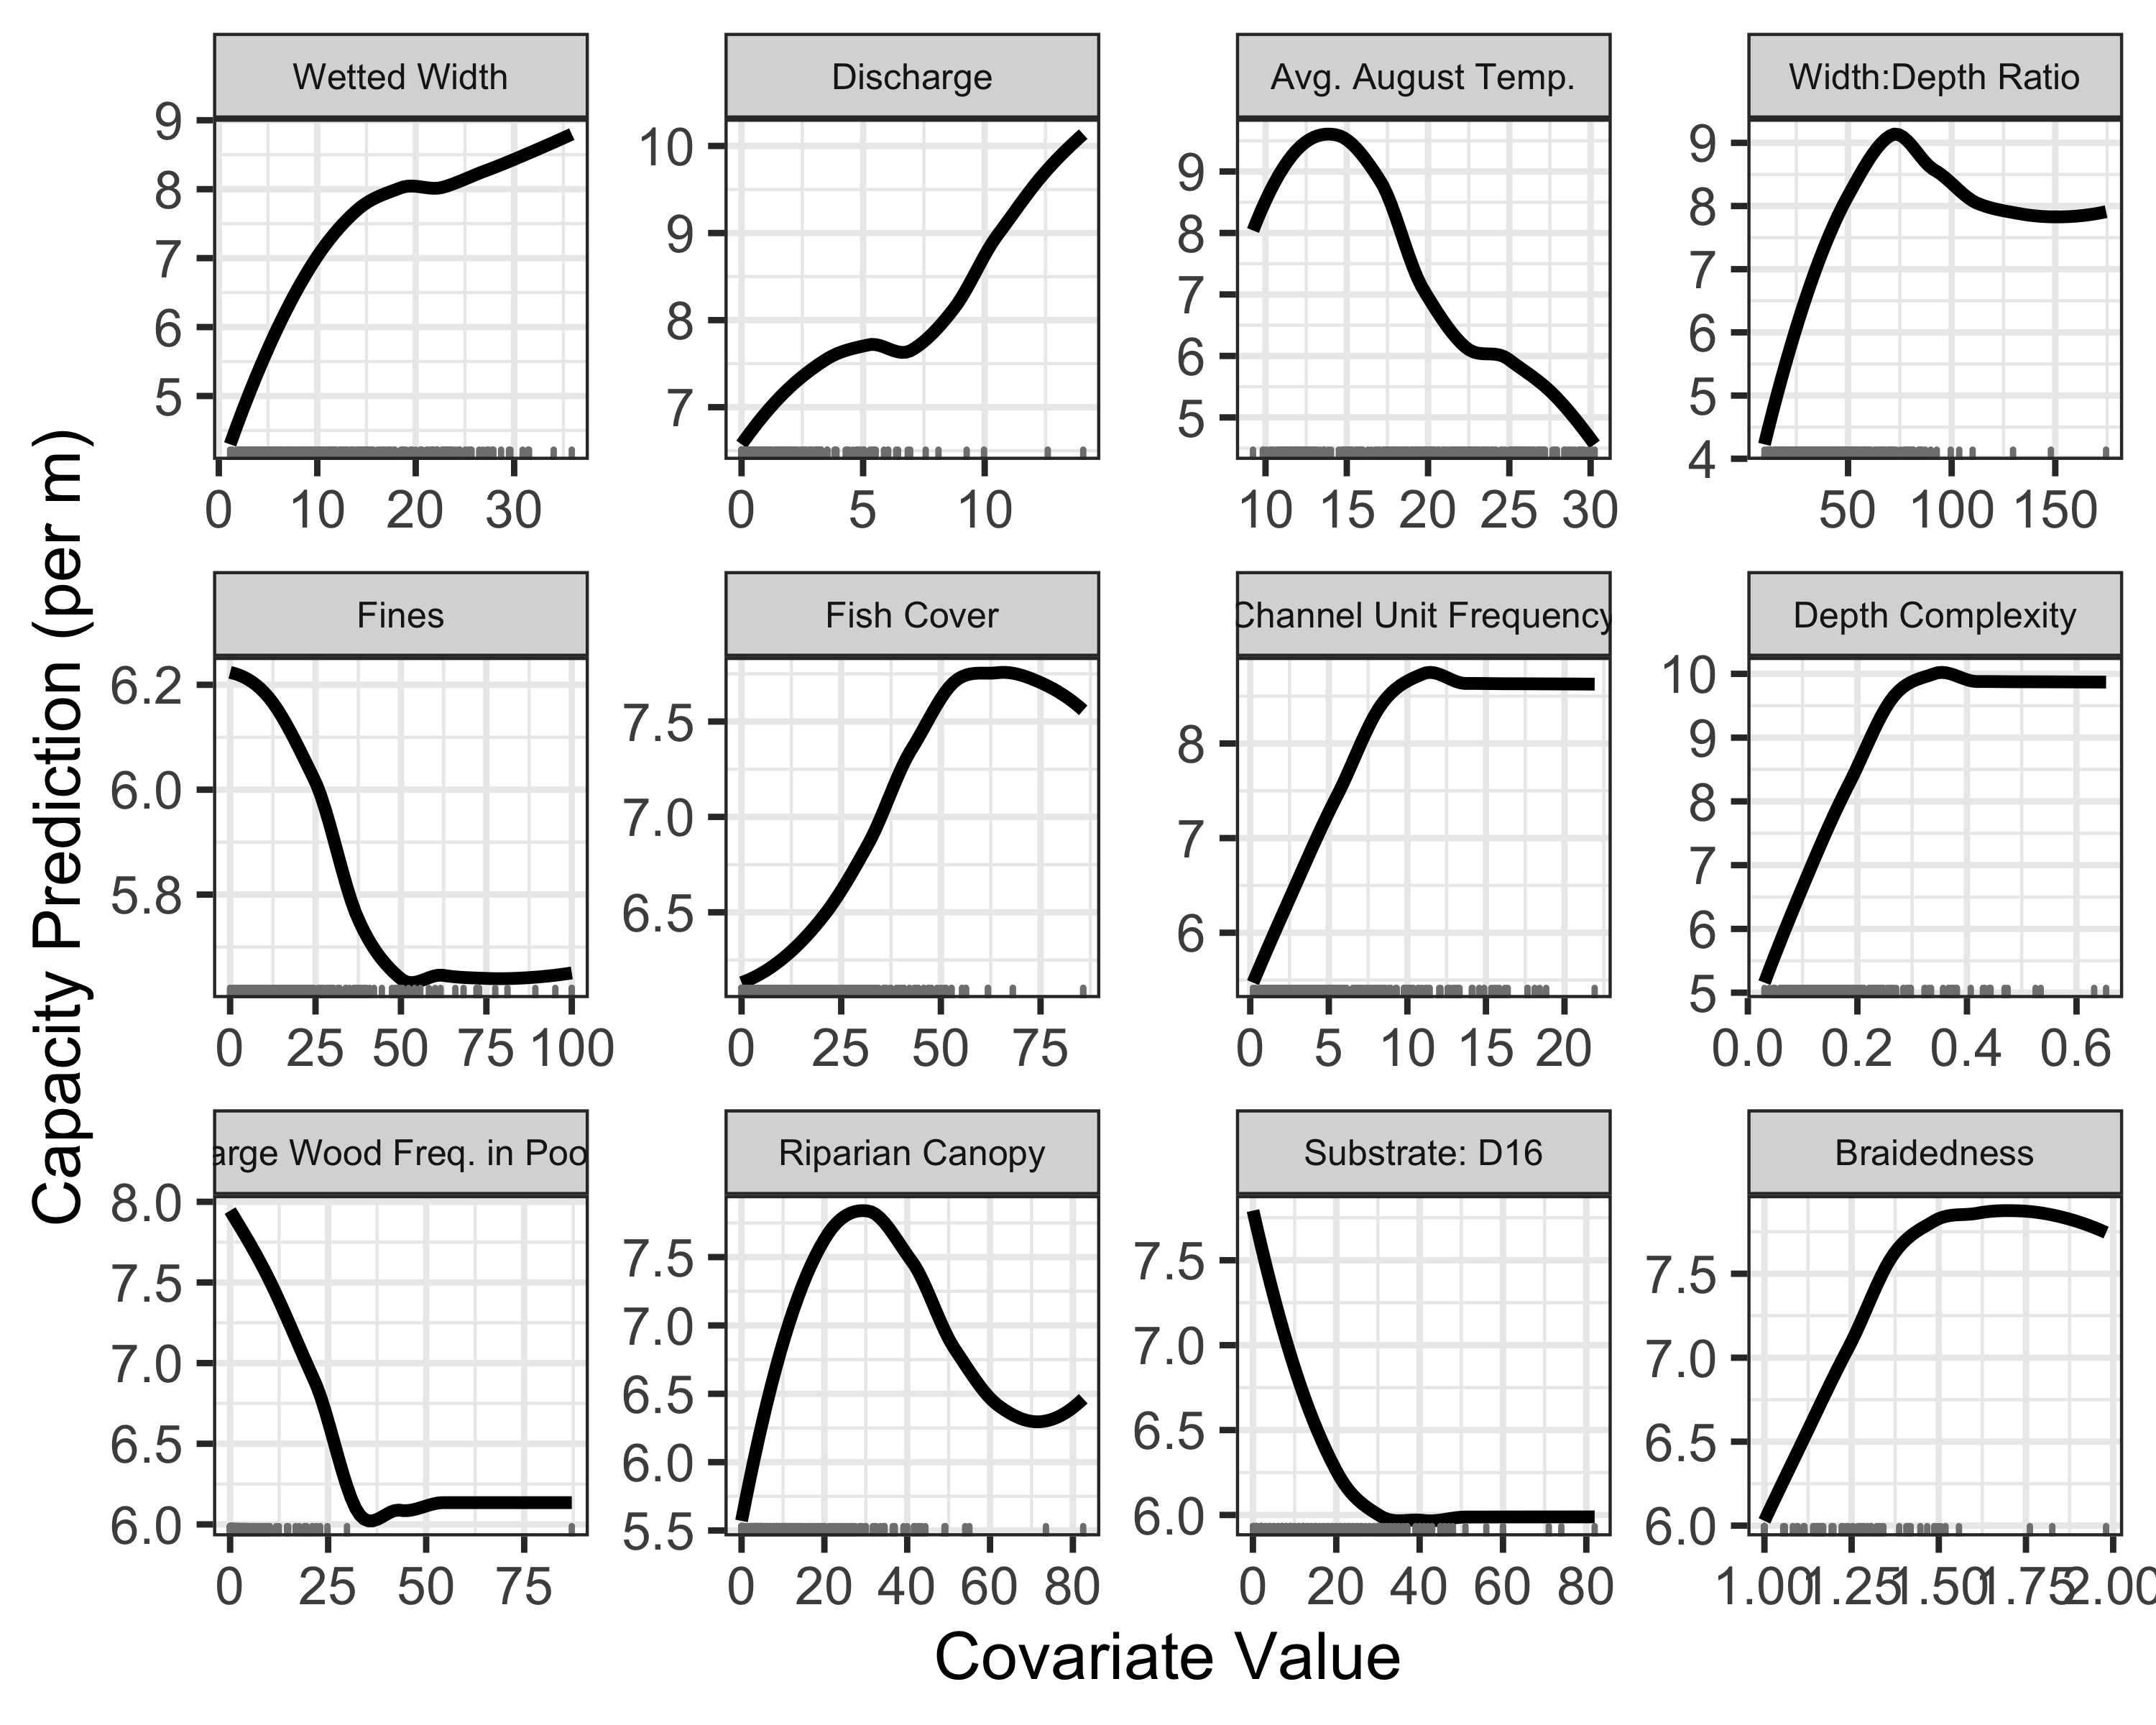 Capacity Prediction (per m)
Wetted Width
9
8
7
6
5
0 10 20 30
Discharge
10
9
8
7
0 5 10
Avg. August Temp.
9
8
7
6
5
10 15 20 25 30
Width:Depth Ratio
9
8
7
6
5
4
50 100 150
Fines
6.2
6.0
5.8
0 25 50 75 100
Fish Cover
7.5
7.0
6.5
0 25 50 75
Channel Unit Frequency
8
7
6
0 5 10 15 20
Depth Complexity
10
9
8
7
6
5
0.0 0.2 0.4 0.6
arge Wood Freq. in Poo
8.0
7.5
7.0
6.5
6.0
0 25 50 75
Riparian Canopy
7.5
7.0
6.5
6.0
5.5
0 20 40 60 80
Substrate: D16
7.5
7.0
6.5
6.0
0 20 40 60 80
Braidedness
7.5
7.0
6.5
6.0
1.00 1.25 1.50 1.75 2.00
Covariate Value